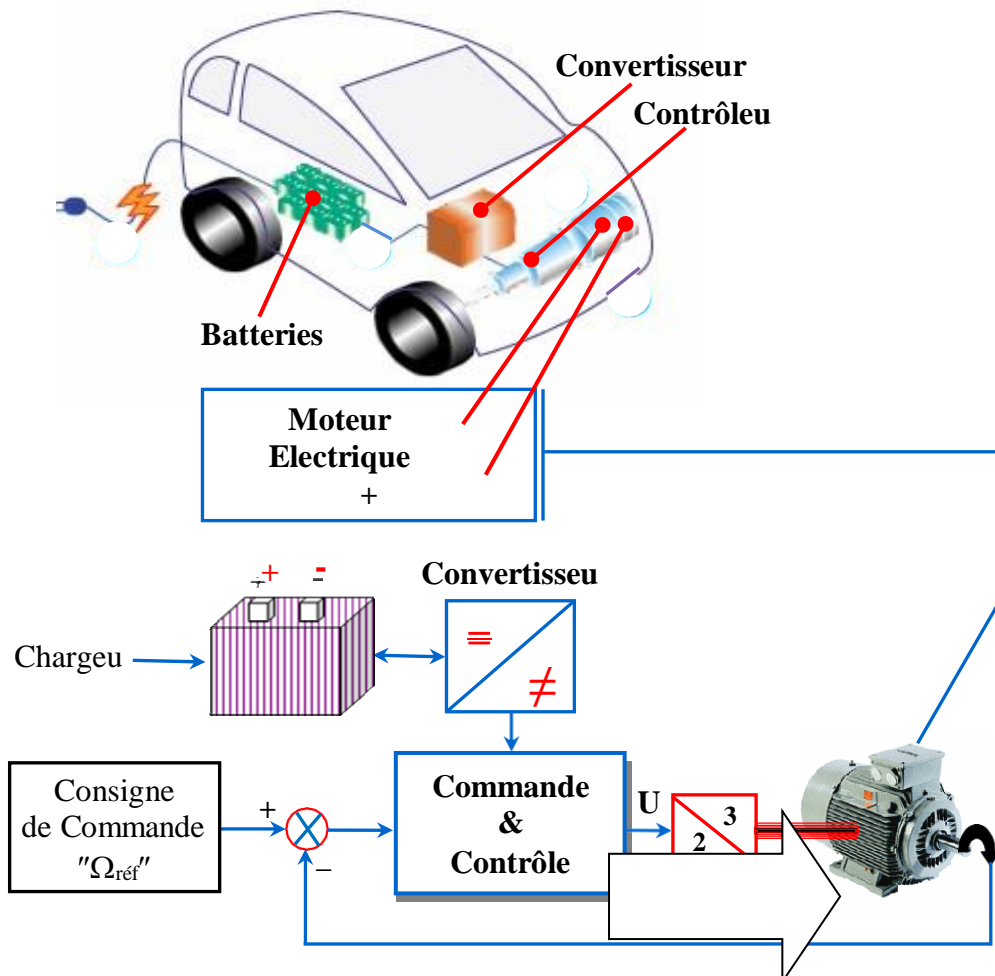 Convertisseur
Contrôleu
Batteries
Moteur
Electrique
+
+ -
Convertisseu
=
≠
Chargeu
Consigne
de Commande
"Ωréf"
+
−
Commande
&
Contrôle
U
3
2